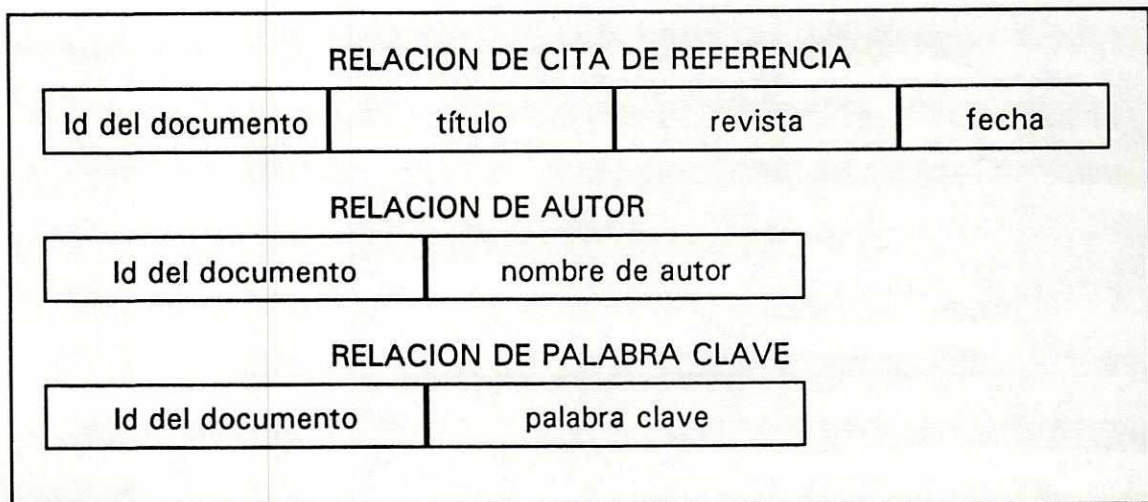 RELACION DE CITA DE REFERENCIA
Id del documento título revista fecha
RELACION DE AUTOR
Id del documento nombre de autor
RELACION DE PALABRA CLAVE
Id del documento palabra clave